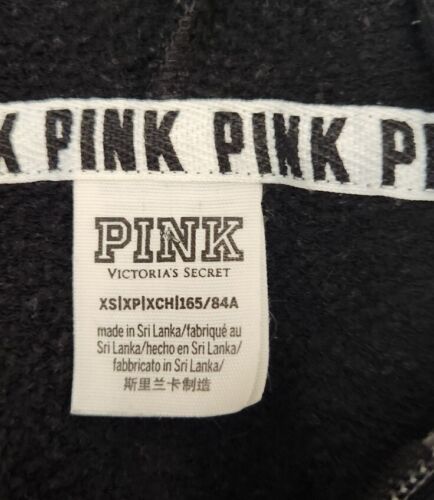 K PINK PINK P
PINK
VICTORIA'S SECRET
XS|XP|XCH|165/84A
made in Sri Lanka/fabriqué au
Sri Lanka/hecho en Sri Lanka/
fabbricato in Sri Lanka/
斯里兰卡制造